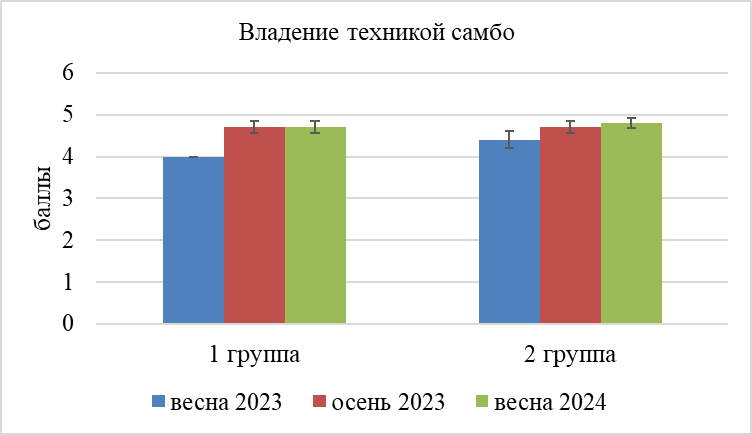 Владение техникой самбо
6
5
4
3
2
1
0
баллы
1 группа
2 группа
весна 2023
осень 2023
весна 2024